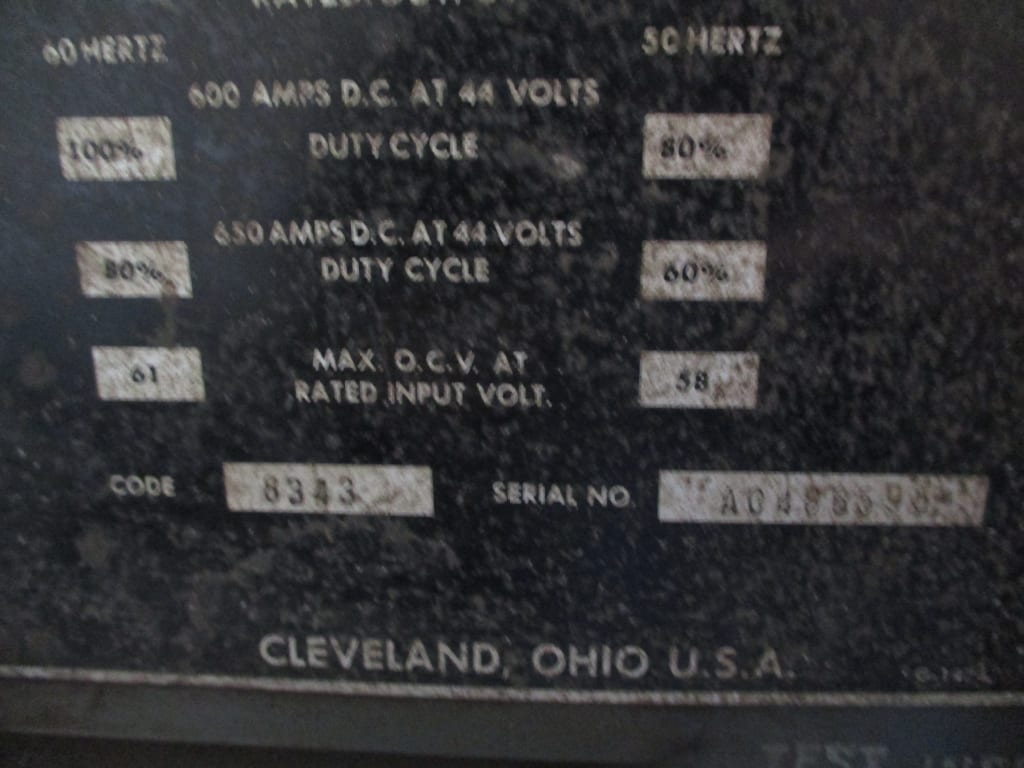 60 HERTZ 50 HERTZ
600 AMPS D.C. AT 44 VOLTS
100% DUTY CYCLE 80%
650 AMPS D.C. AT 44 VOLTS
80% DUTY CYCLE 60%
61 MAX. O.C.V. AT 58
RATED INPUT VOLT.
CODE 8343 SERIAL NO.
CLEVELAND, OHIO U.S.A.
TEST